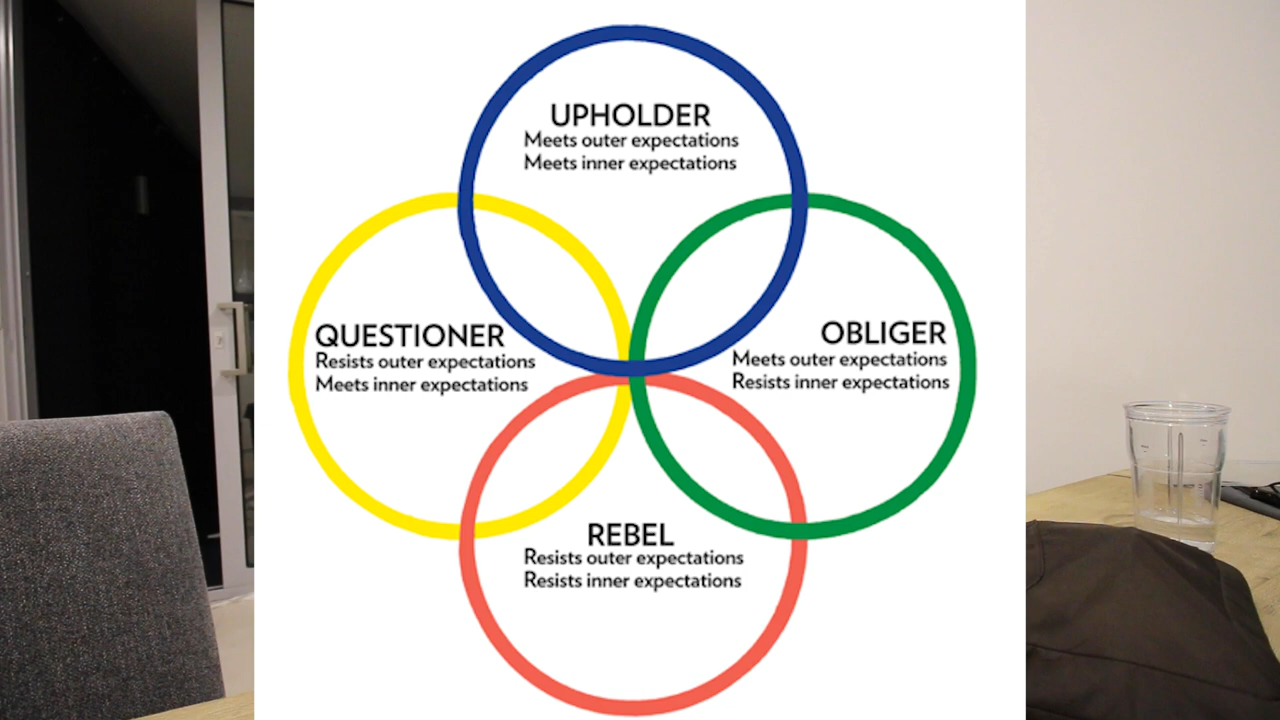 UPHOLDER
Meets outer expectations
Meets inner expectations
QUESTIONER
Resists outer expectations
Meets inner expectations
OBLIGER
Meets outer expectations
Resists inner expectations
REBEL
Resists outer expectations
Resists inner expectations